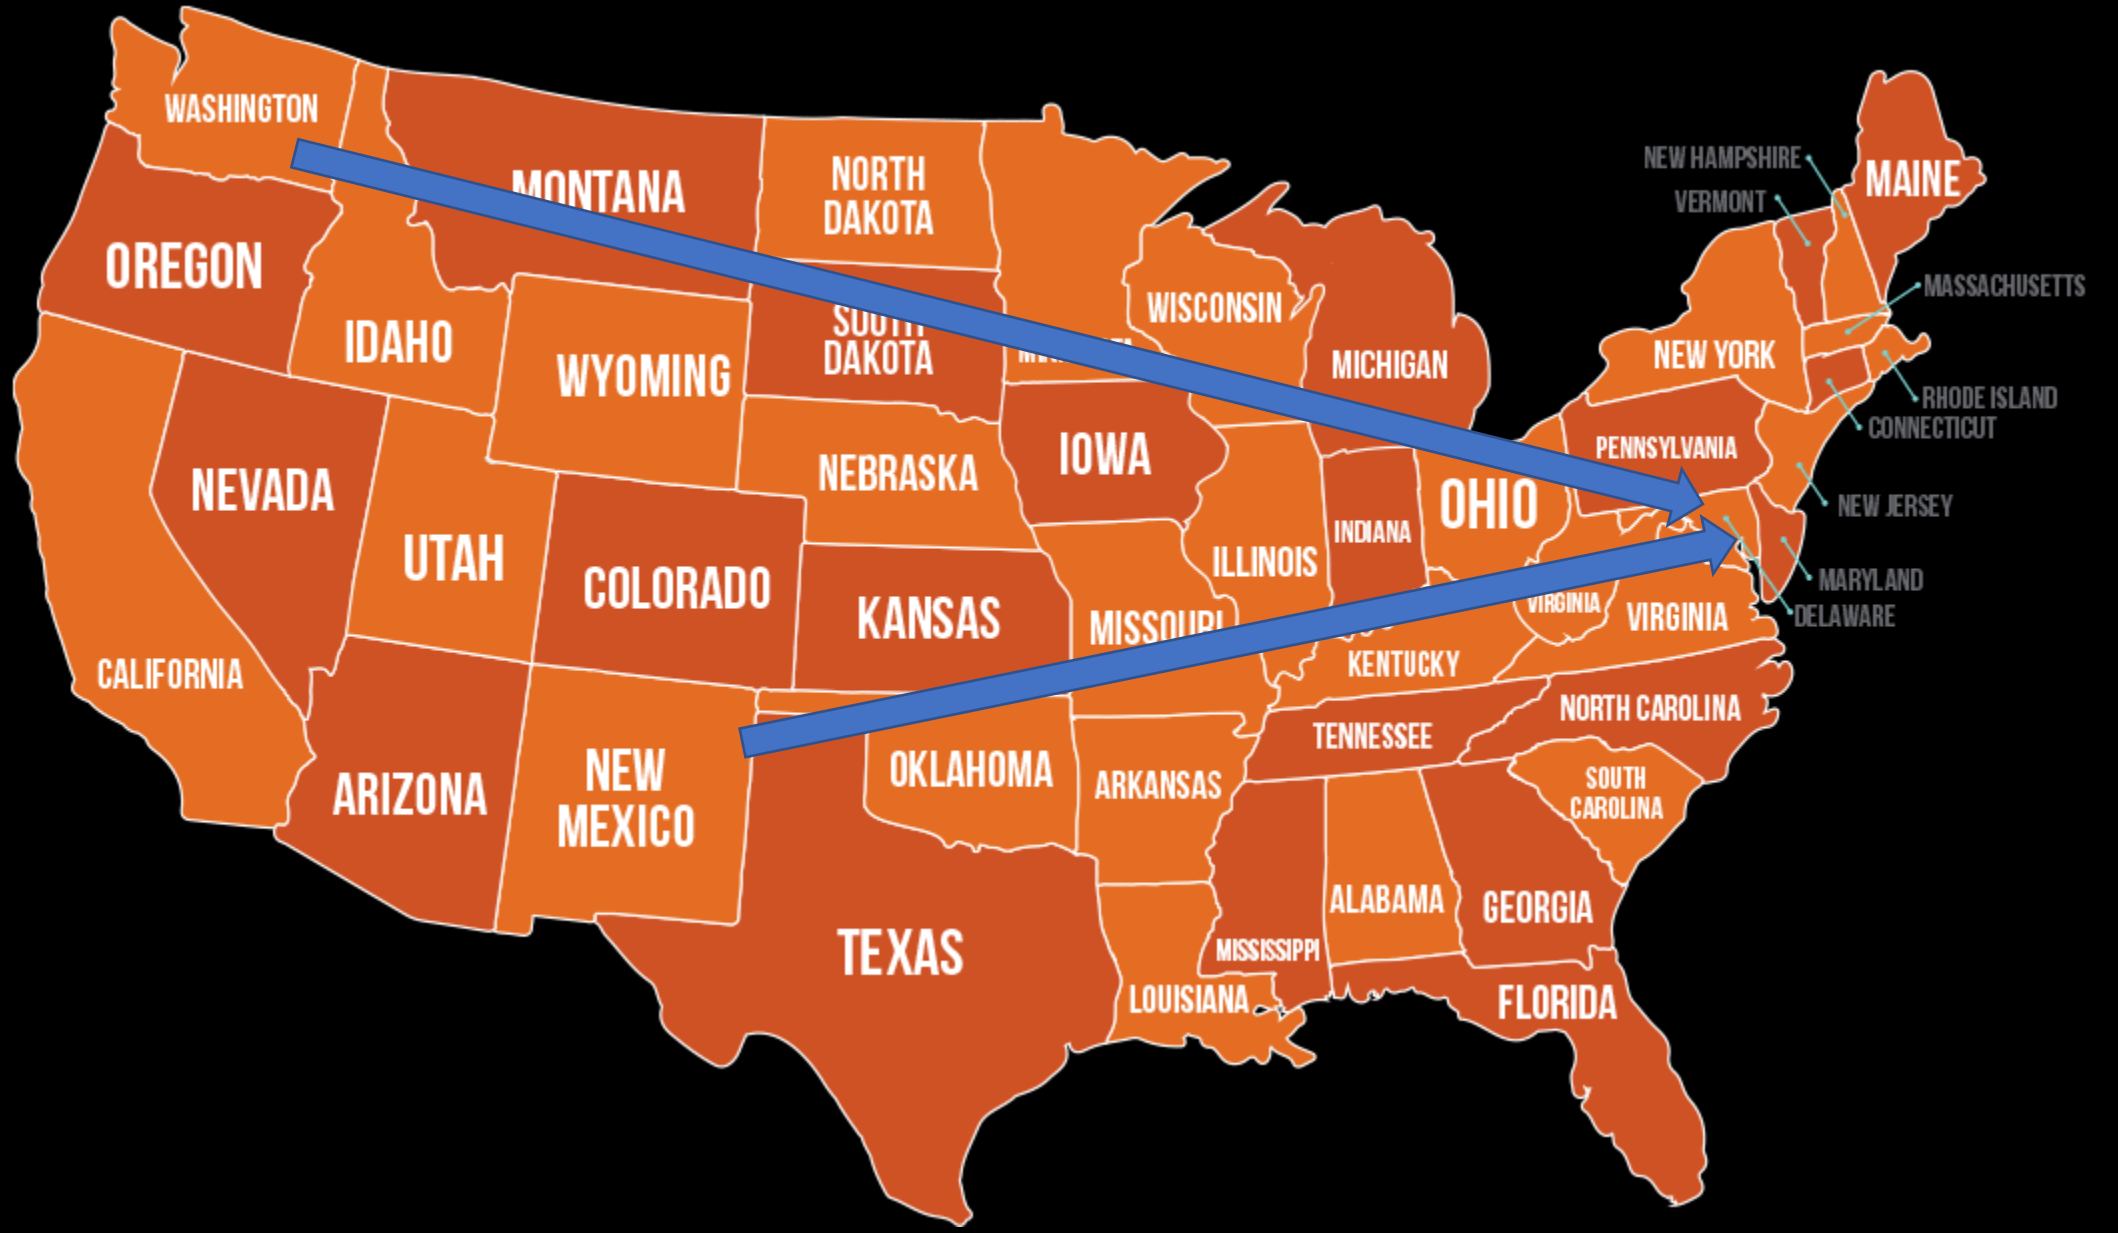 WASHINGTON
MONTANA
NORTH
DAKOTA
NEW HAMPSHIRE
VERMONT
MAINE
OREGON
IDAHO
WYOMING
SOUTH
DAKOTA
WISCONSIN
MICHIGAN
NEW YORK
MASSACHUSETTS
RHODE ISLAND
CONNECTICUT
NEVADA
UTAH
COLORADO
NEBRASKA
IOWA
ILLINOIS
INDIANA
OHIO
PENNSYLVANIA
NEW JERSEY
MARYLAND
DELAWARE
CALIFORNIA
KANSAS
MISSOURI
KENTUCKY
VIRGINIA
VIRGINIA
ARIZONA
NEW
MEXICO
OKLAHOMA
ARKANSAS
TENNESSEE
NORTH CAROLINA
SOUTH
CAROLINA
TEXAS
LOUISIANA
MISSISSIPPI
ALABAMA
GEORGIA
FLORIDA